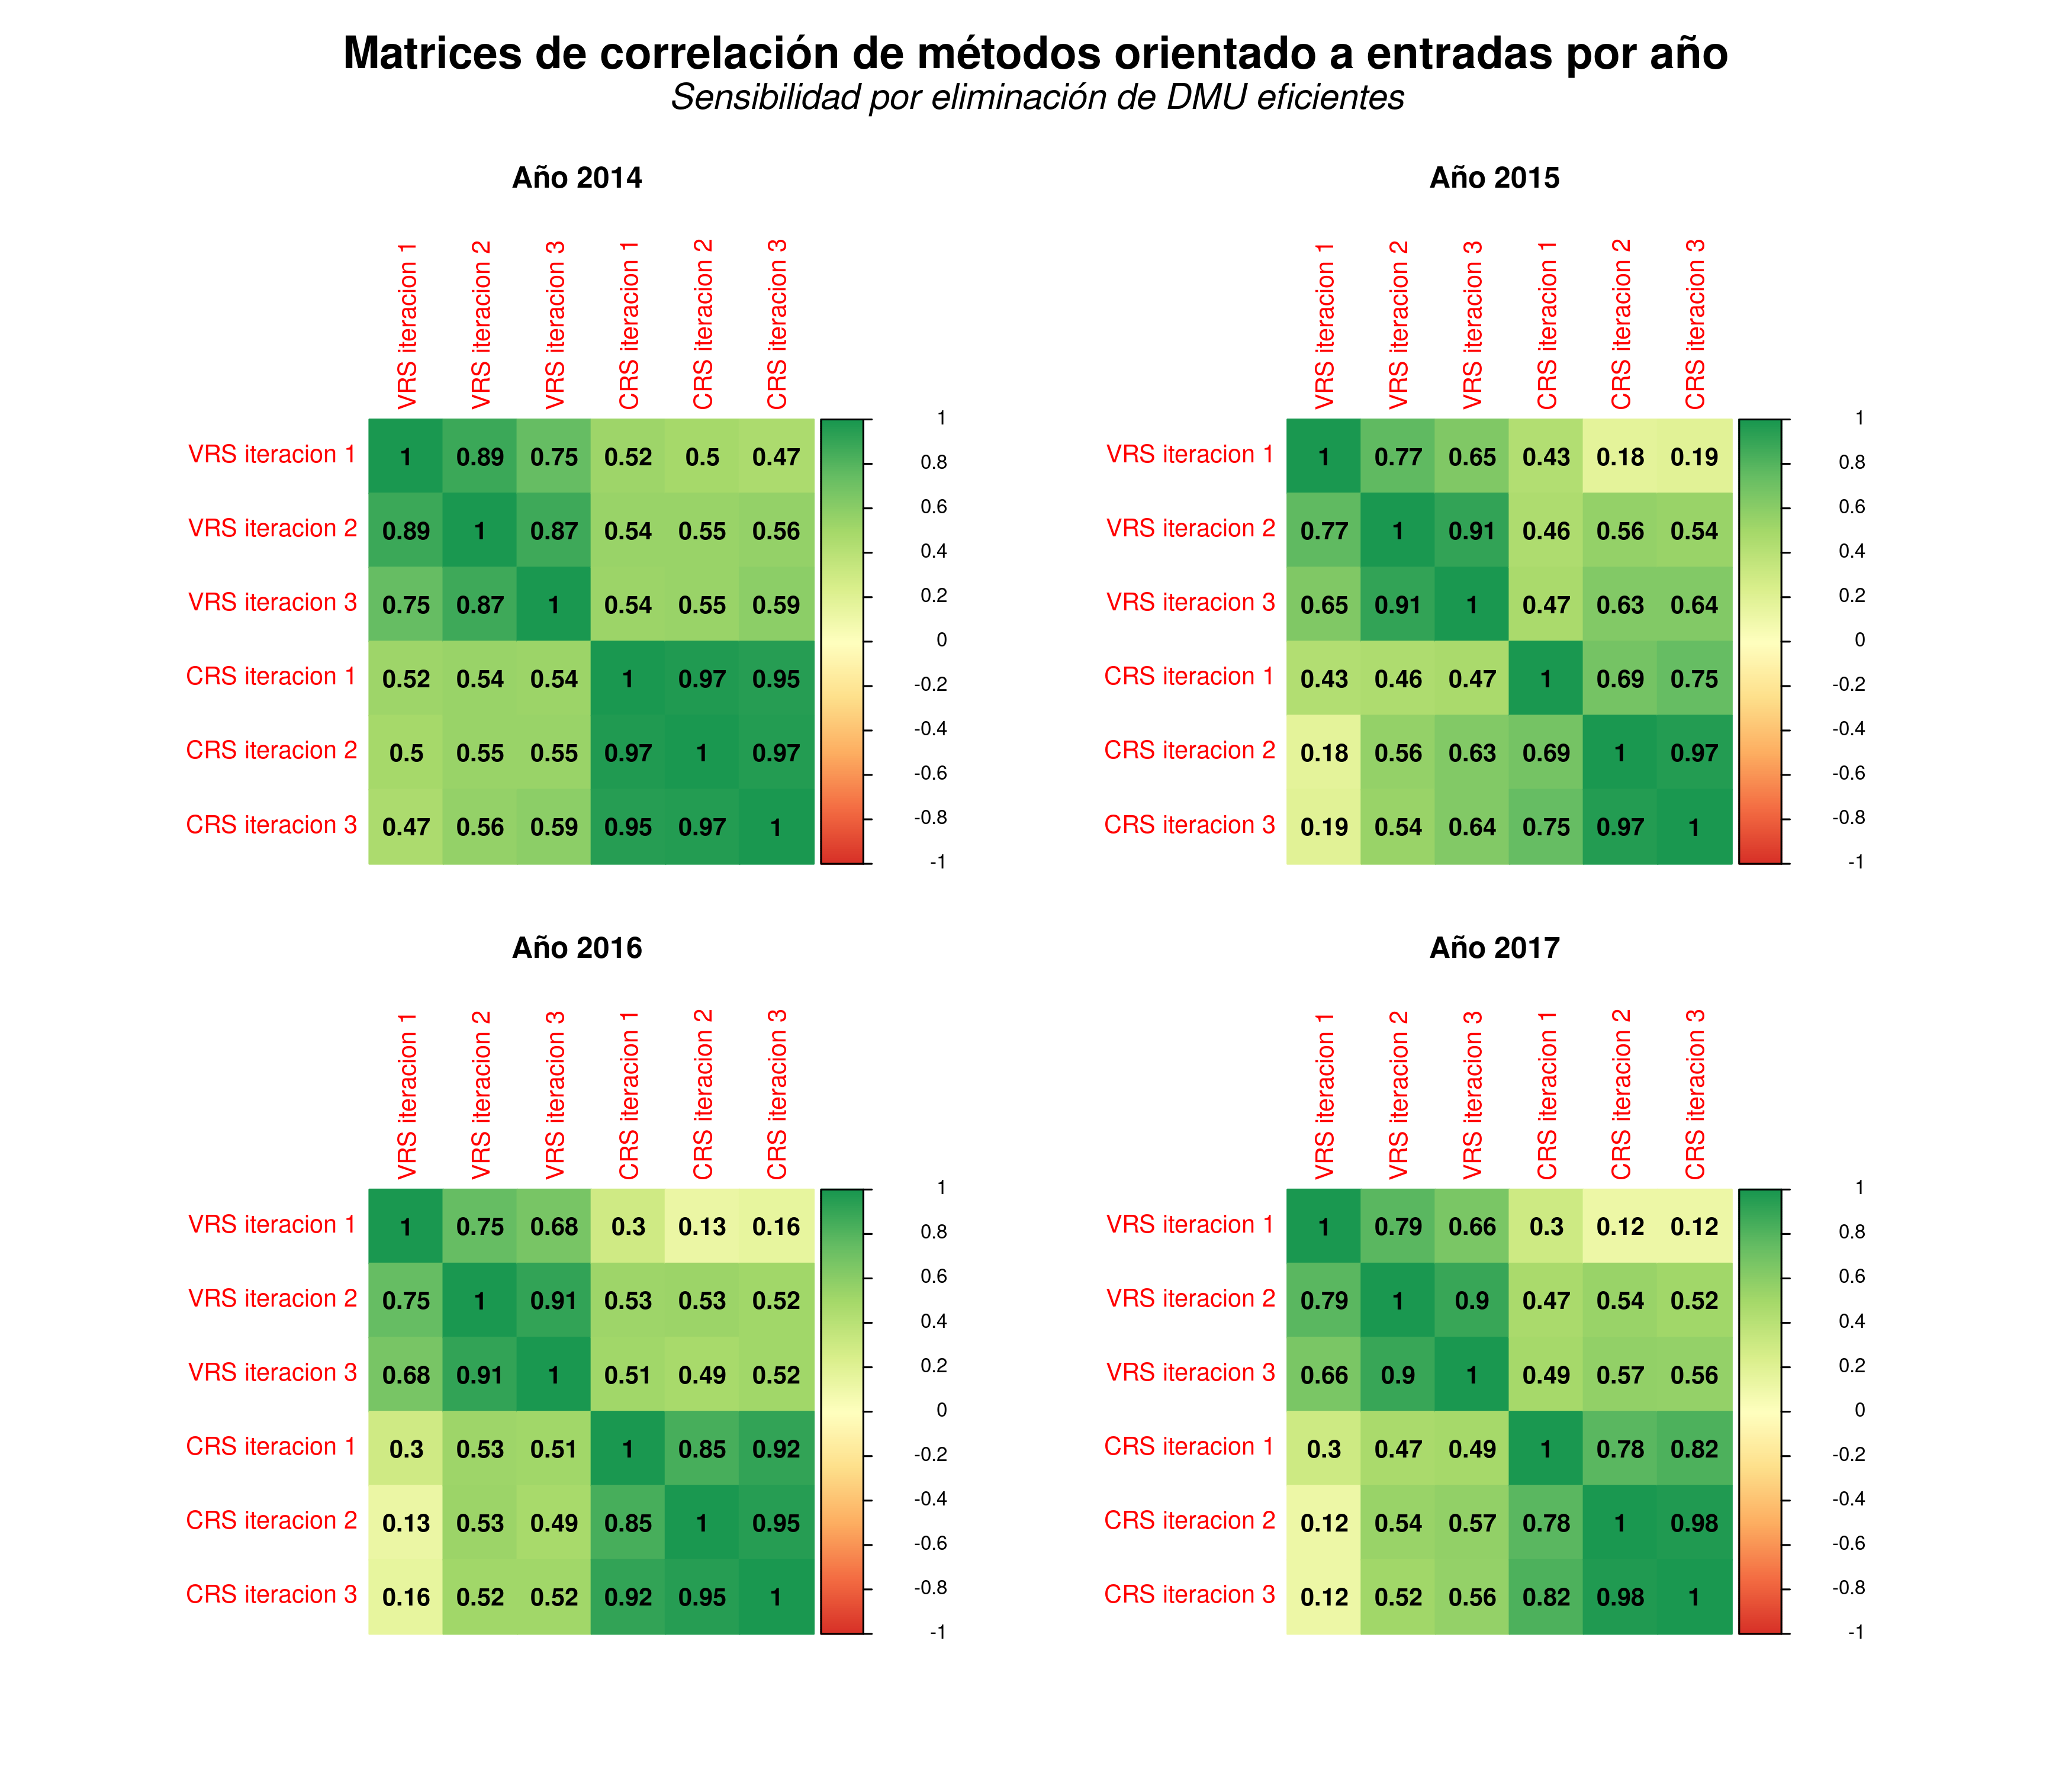 Matrices de correlación de métodos orientado a entradas por año
Sensibilidad por eliminación de DMU eficientes
Año 2014
VRS iteracion 1
VRS iteracion 2
VRS iteracion 3
CRS iteracion 1
CRS iteracion 2
CRS iteracion 3
VRS iteracion 1 1 0.89 0.75 0.52 0.5 0.47
VRS iteracion 2 0.89 1 0.87 0.54 0.55 0.56
VRS iteracion 3 0.75 0.87 1 0.54 0.55 0.59
CRS iteracion 1 0.52 0.54 0.54 1 0.97 0.95
CRS iteracion 2 0.5 0.55 0.55 0.97 1 0.97
CRS iteracion 3 0.47 0.56 0.59 0.95 0.97 1
1
0.8
0.6
0.4
0.2
0
-0.2
-0.4
-0.6
-0.8
-1
Año 2015
VRS iteracion 1
VRS iteracion 2
VRS iteracion 3
CRS iteracion 1
CRS iteracion 2
CRS iteracion 3
VRS iteracion 1 1 0.77 0.65 0.43 0.18 0.19
VRS iteracion 2 0.77 1 0.91 0.46 0.56 0.54
VRS iteracion 3 0.65 0.91 1 0.47 0.63 0.64
CRS iteracion 1 0.43 0.46 0.47 1 0.69 0.75
CRS iteracion 2 0.18 0.56 0.63 0.69 1 0.97
CRS iteracion 3 0.19 0.54 0.64 0.75 0.97 1
1
0.8
0.6
0.4
0.2
0
-0.2
-0.4
-0.6
-0.8
-1
Año 2016
VRS iteracion 1
VRS iteracion 2
VRS iteracion 3
CRS iteracion 1
CRS iteracion 2
CRS iteracion 3
VRS iteracion 1 1 0.75 0.68 0.3 0.13 0.16
VRS iteracion 2 0.75 1 0.91 0.53 0.53 0.52
VRS iteracion 3 0.68 0.91 1 0.51 0.49 0.52
CRS iteracion 1 0.3 0.53 0.51 1 0.85 0.92
CRS iteracion 2 0.13 0.53 0.49 0.85 1 0.95
CRS iteracion 3 0.16 0.52 0.52 0.92 0.95 1
1
0.8
0.6
0.4
0.2
0
-0.2
-0.4
-0.6
-0.8
-1
Año 2017
VRS iteracion 1
VRS iteracion 2
VRS iteracion 3
CRS iteracion 1
CRS iteracion 2
CRS iteracion 3
VRS iteracion 1 1 0.79 0.66 0.3 0.12 0.12
VRS iteracion 2 0.79 1 0.9 0.47 0.54 0.52
VRS iteracion 3 0.66 0.9 1 0.49 0.57 0.56
CRS iteracion 1 0.3 0.47 0.49 1 0.78 0.82
CRS iteracion 2 0.12 0.54 0.57 0.78 1 0.98
CRS iteracion 3 0.12 0.52 0.56 0.82 0.98 1
1
0.8
0.6
0.4
0.2
0
-0.2
-0.4
-0.6
-0.8
-1